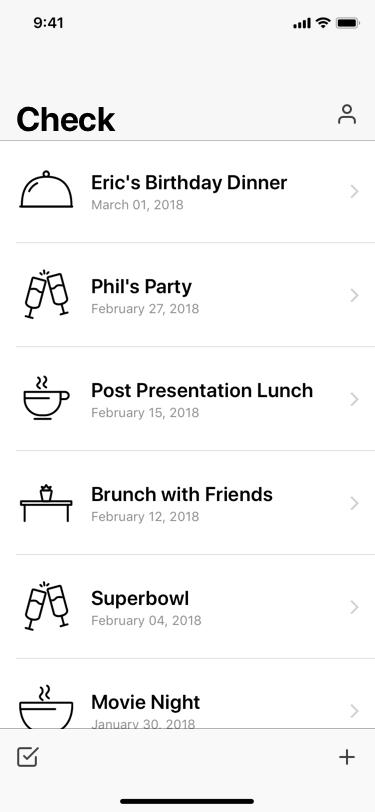 9:41
Check
Eric's Birthday Dinner
March 01, 2018
Phil's Party
February 27, 2018
Post Presentation Lunch
February 15, 2018
Brunch with Friends
February 12, 2018
Superbowl
February 04, 2018
Movie Night
January 30, 2018